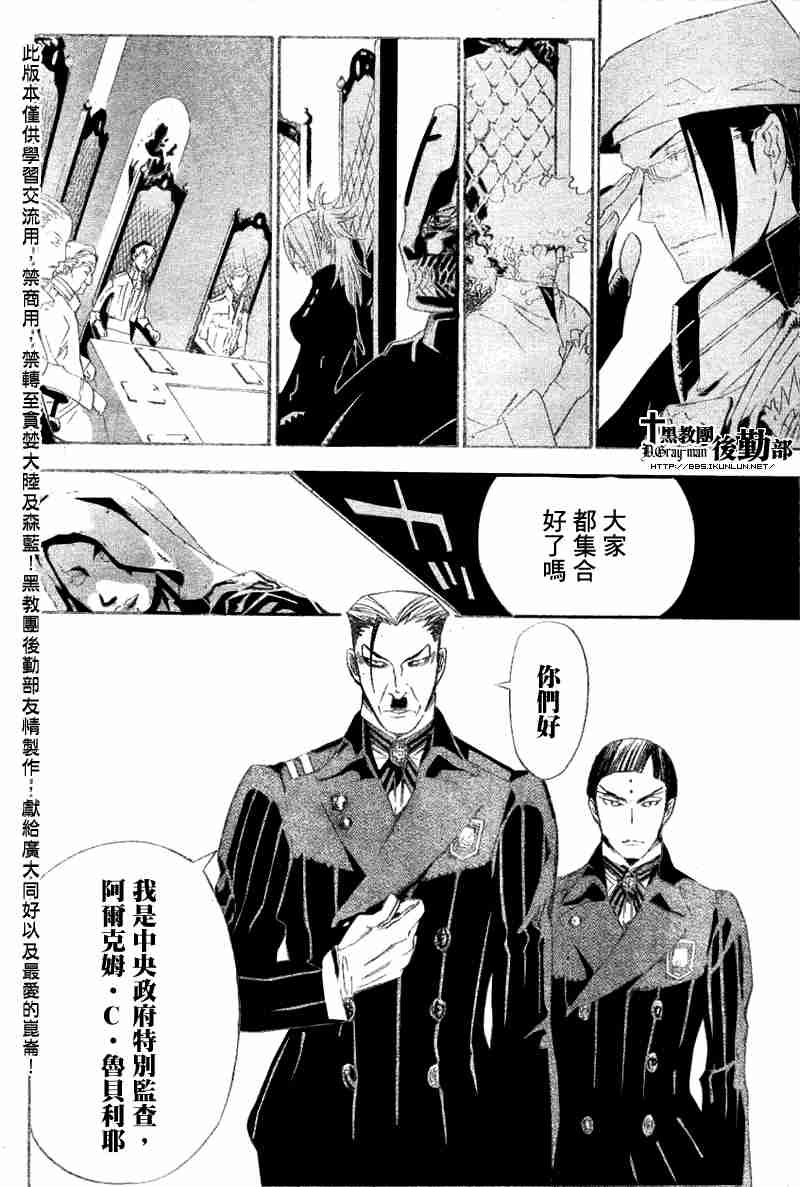 黑教團
D.Gray-man
後勤部
HTTP://BBS.IKUNLUN.NET/
大家
都集合
好了嗎
你們好
我是中央政府特別監查，
阿爾克姆·C·魯貝利耶
此版本僅供學習交流用！禁商用！禁轉至貪婪大陸及森藍！黑教團後勤部友情製作！獻給廣大同好以及最愛的崑崙！